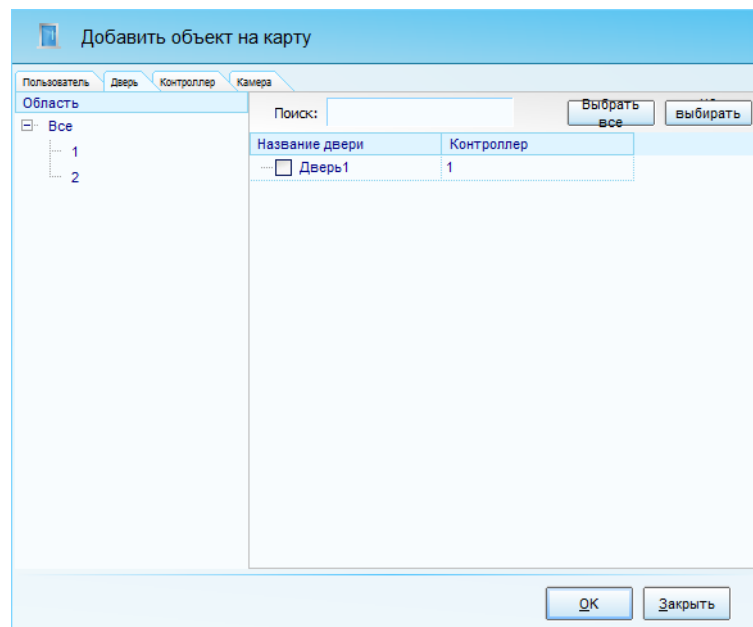 Добавить объект на карту
Пользователь Дверь Контроллер Камера
Область
Все
1
2
Поиск:
Выбрать
все
выбирать
Название двери Контроллер
Дверь1 1
OK Закрыть